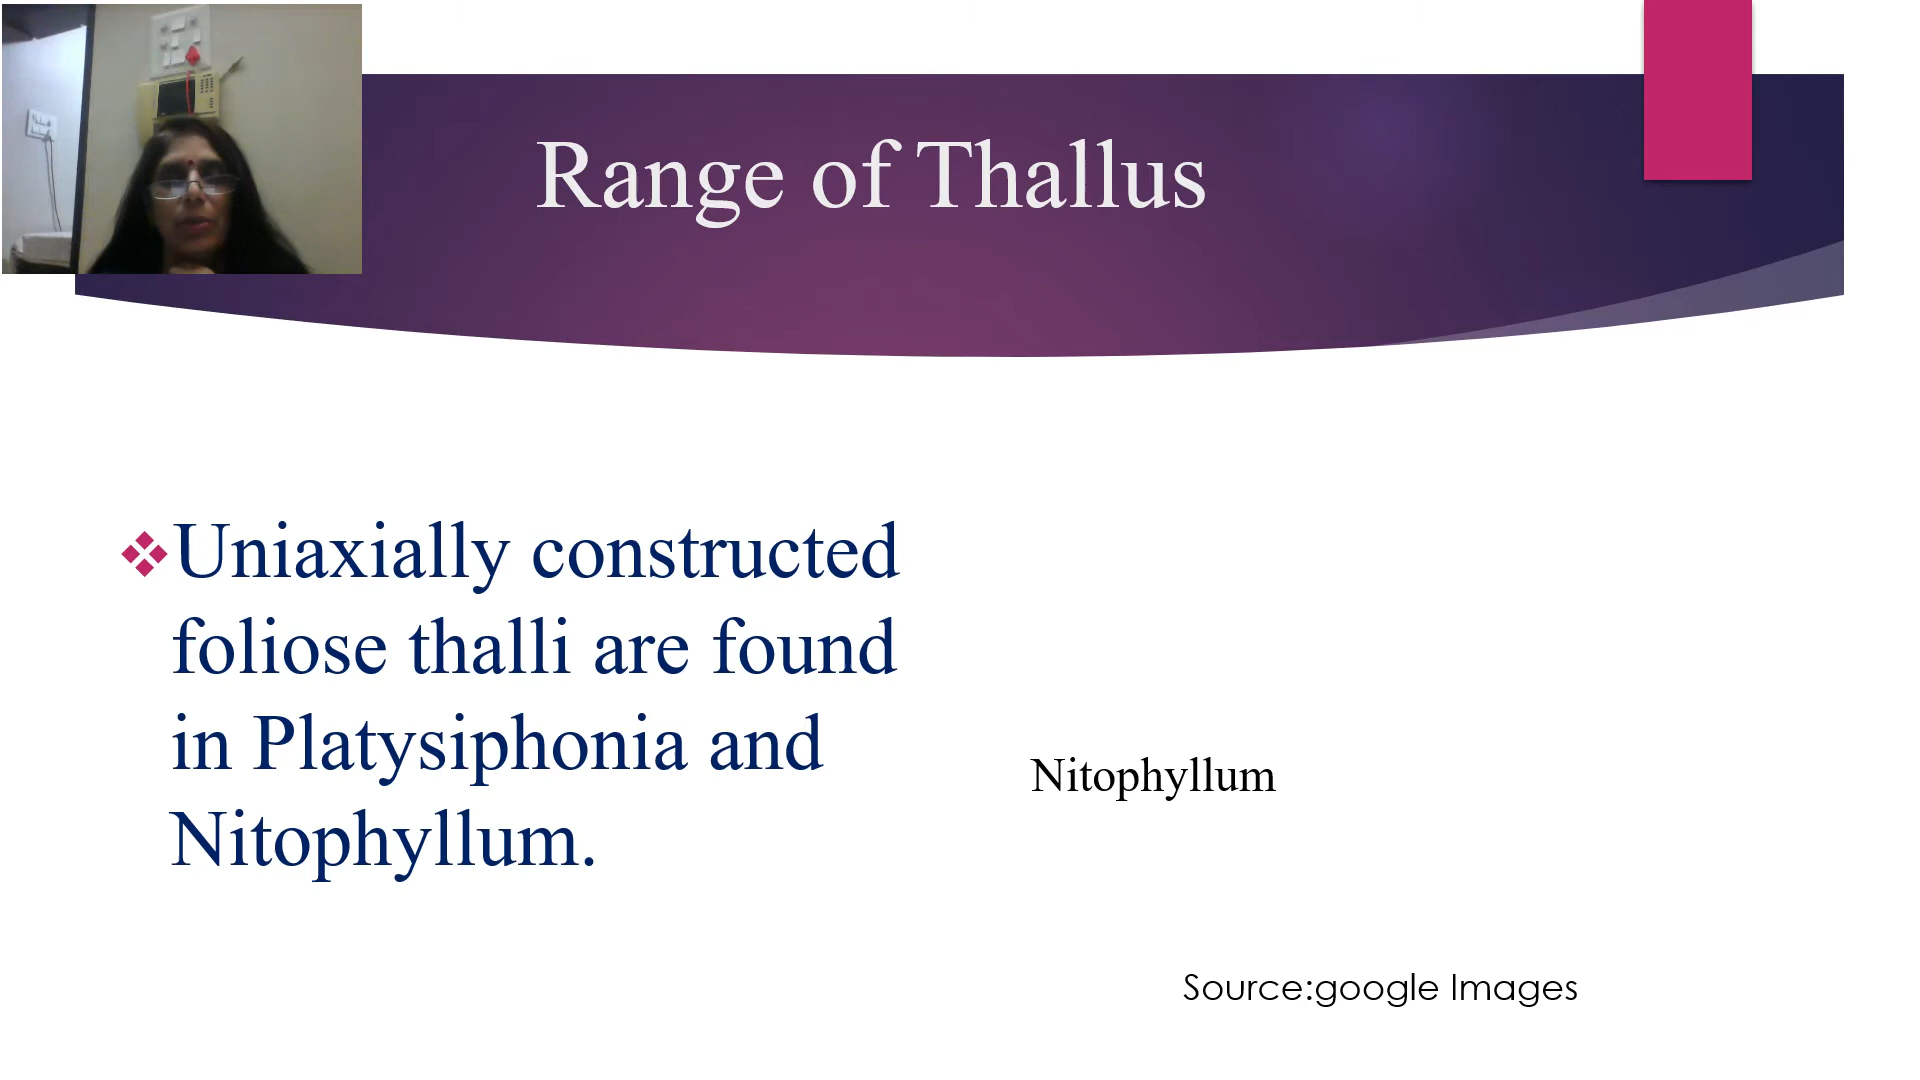 Range of Thallus
Uniaxially constructed
foliose thalli are found
in Platysiphonia and
Nitophyllum.
Nitophyllum
Source:google Images